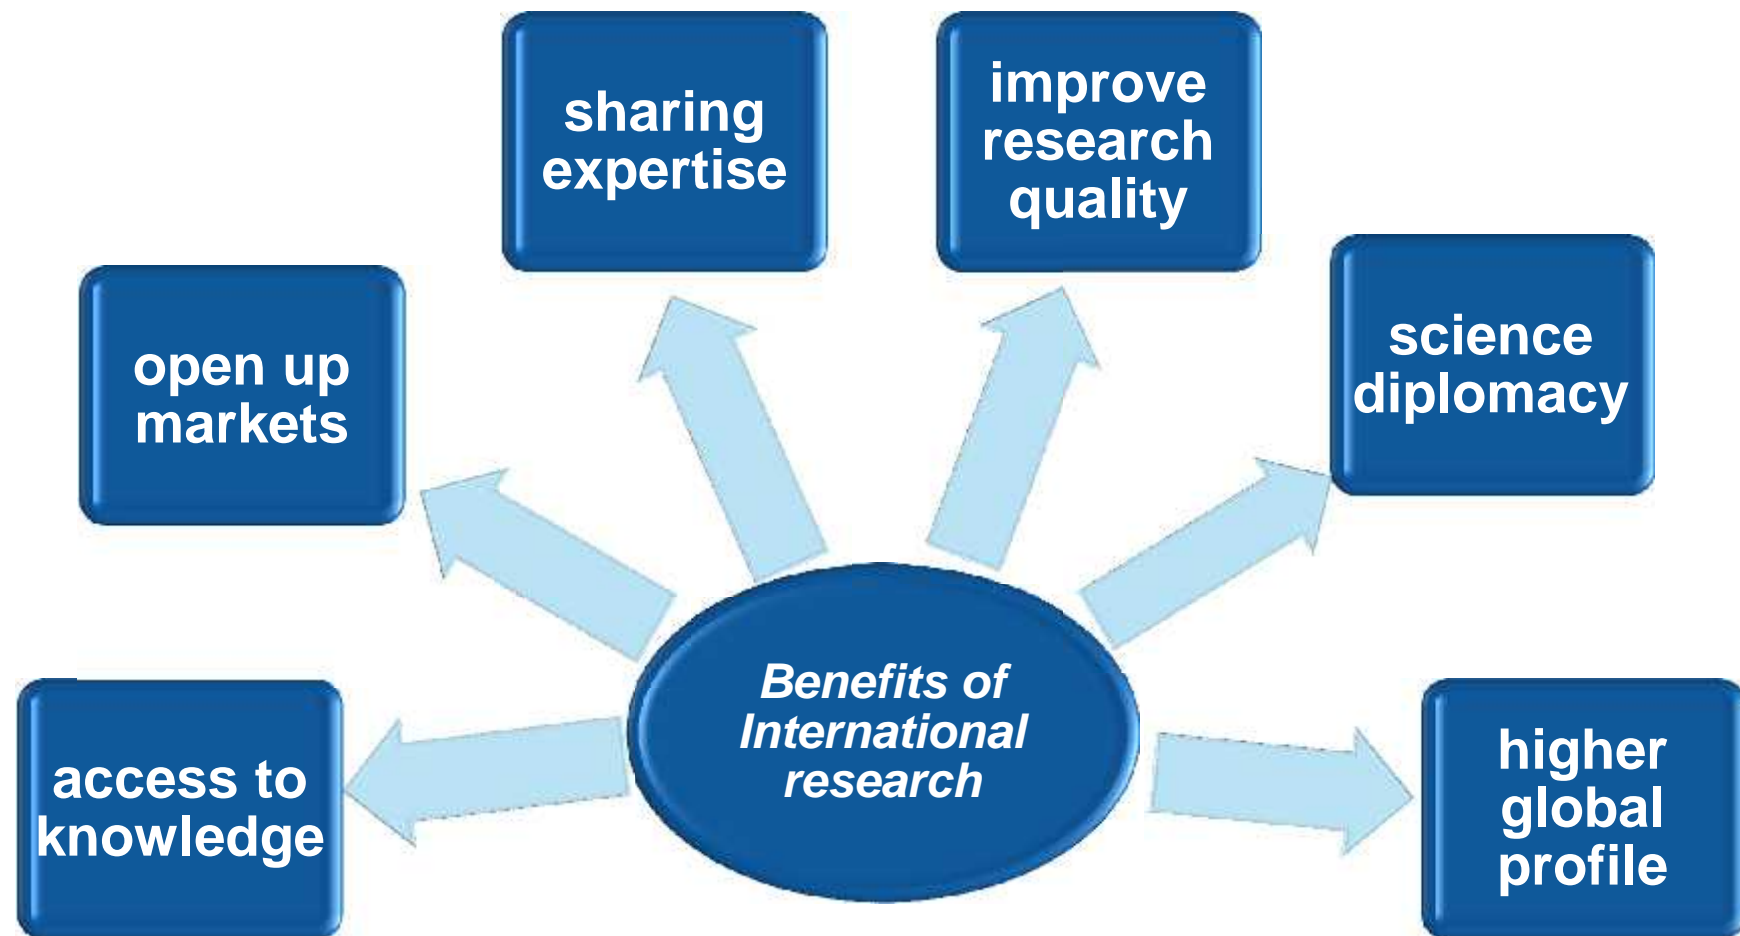 sharing
expertise
improve
research
quality
open up
markets
science
diplomacy
access to
knowledge
Benefits of
International
research
higher
global
profile